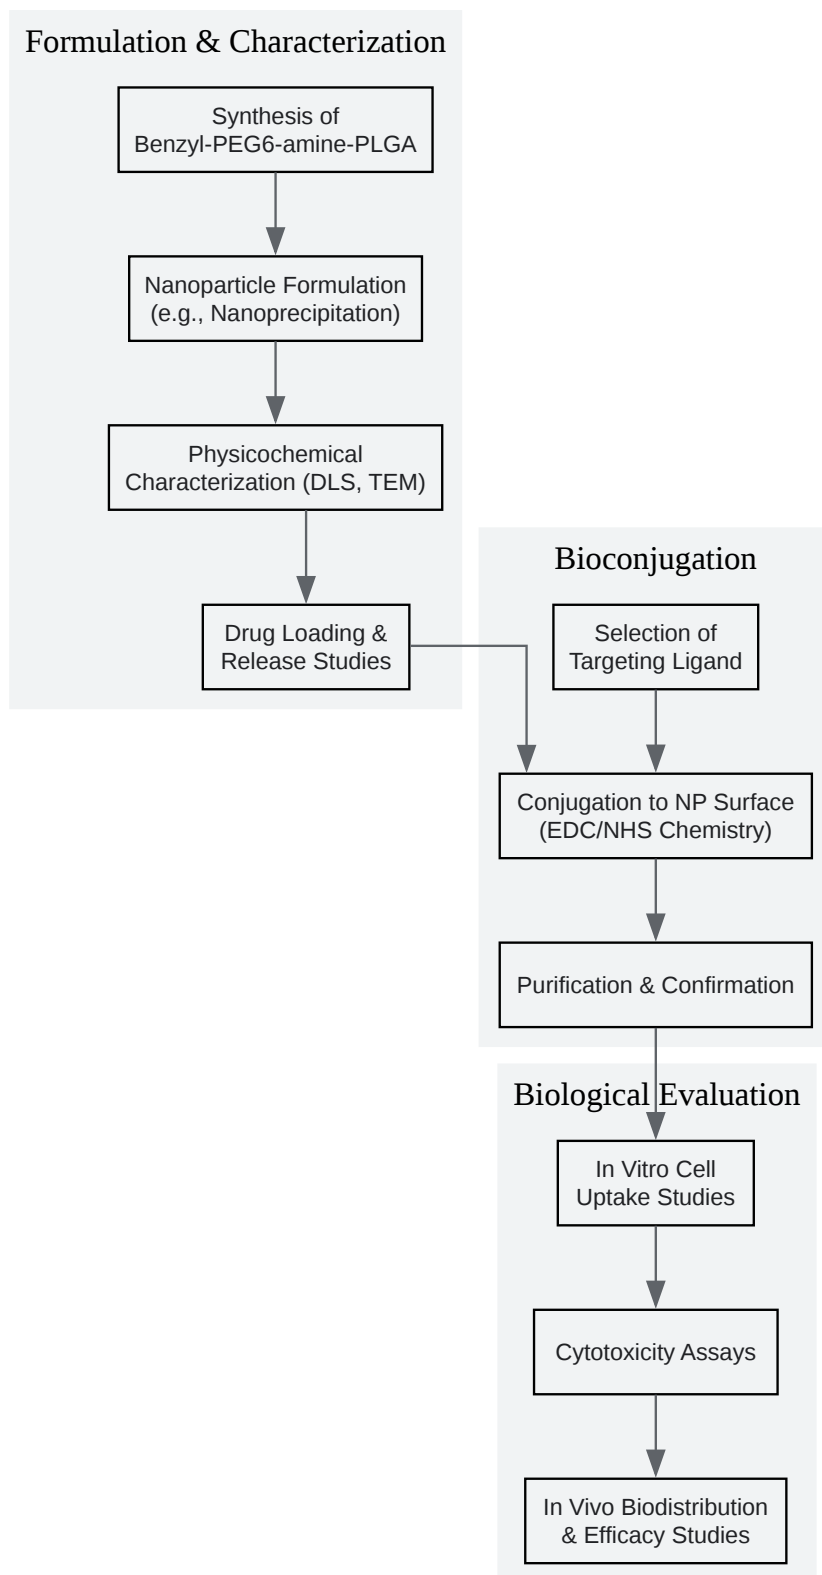 Formulation & Characterization
Synthesis of
Benzyl-PEG6-amine-PLGA
Nanoparticle Formulation
(e.g., Nanoprecipitation)
Physicochemical
Characterization (DLS, TEM)
Drug Loading &
Release Studies
Bioconjugation
Selection of
Targeting Ligand
Conjugation to NP Surface
(EDC/NHS Chemistry)
Purification & Confirmation
Biological Evaluation
In Vitro Cell
Uptake Studies
Cytotoxicity Assays
In Vivo Biodistribution
& Efficacy Studies